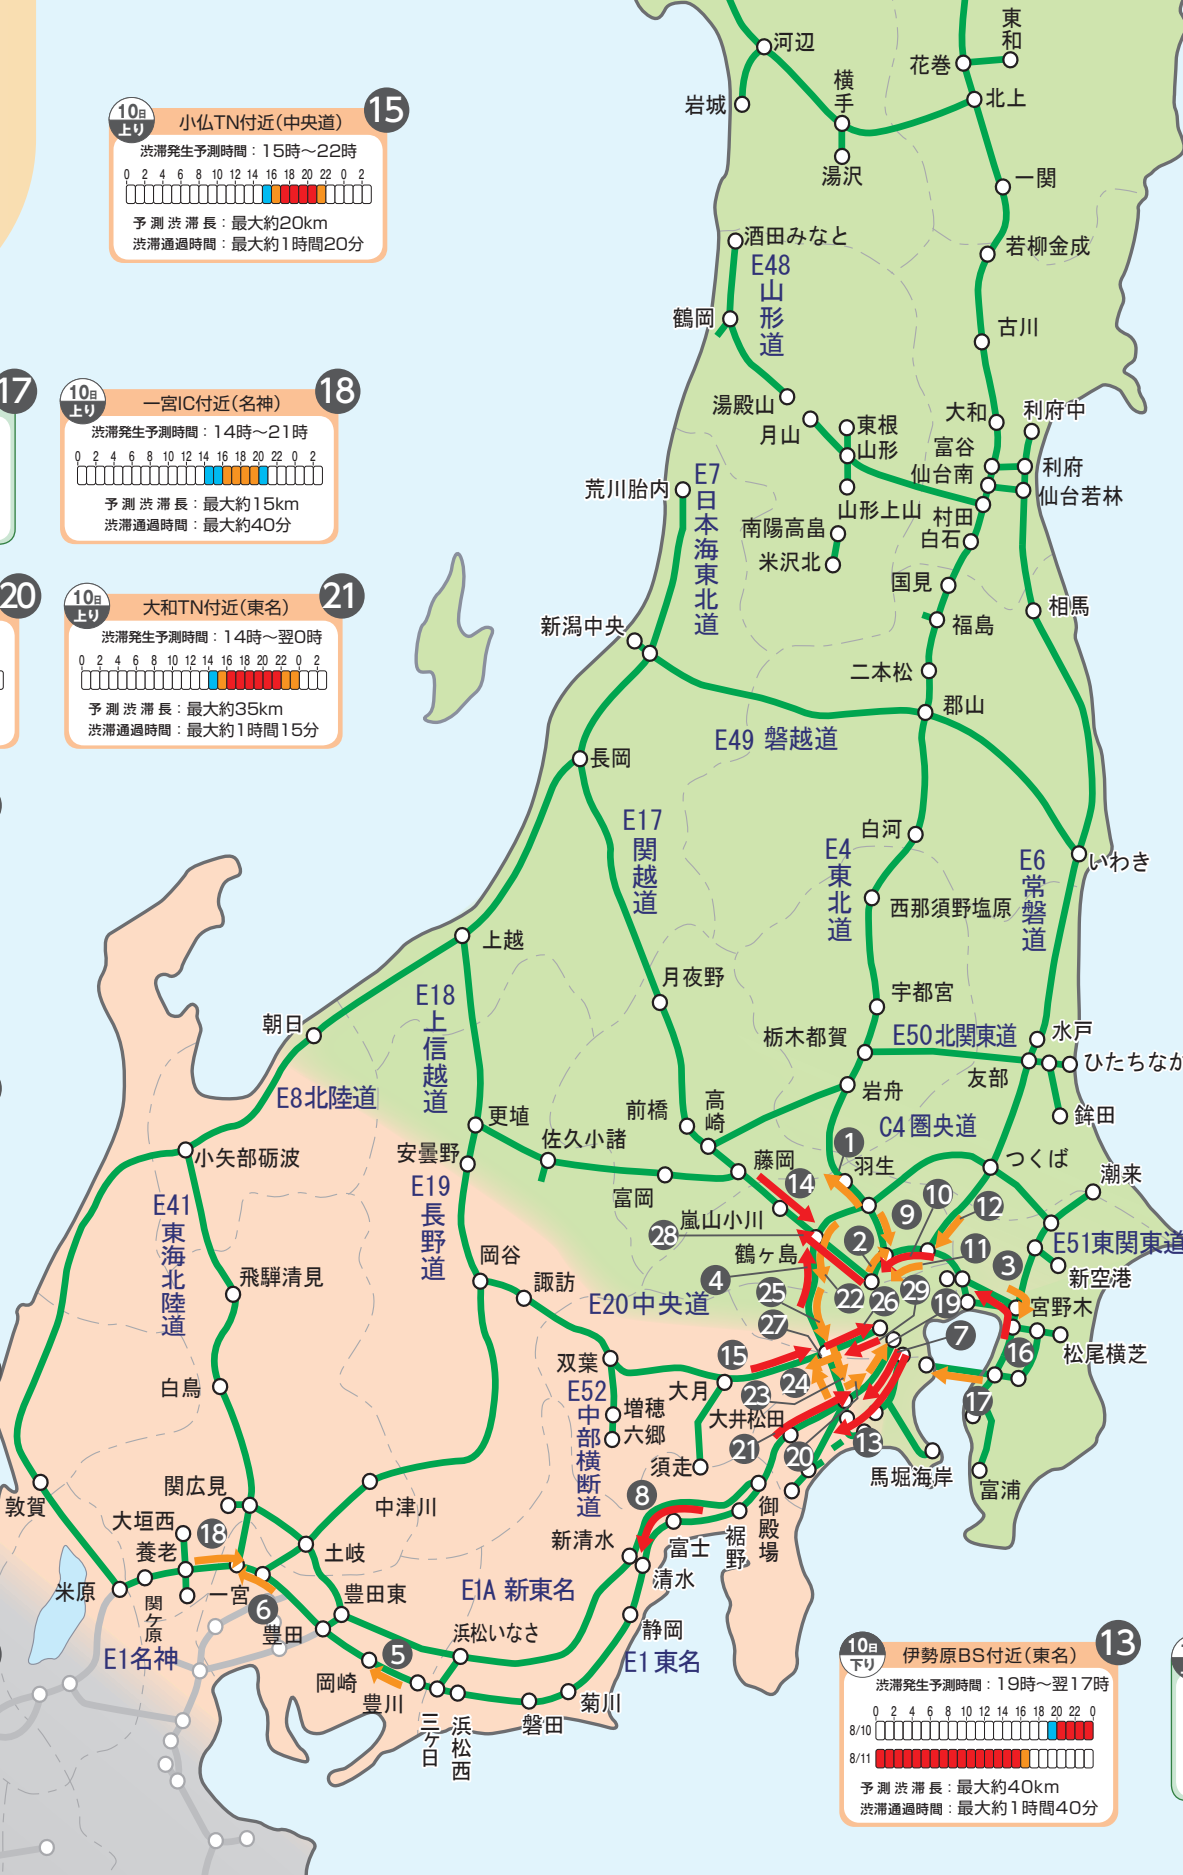 東和
河辺
花巻
横手
岩城
北上
湯沢
一関
10日
上り
小仏TN付近(中央道)
15
渋滞発生予測時間：15時～22時
0 2 4 6 8 10 12 14 16 18 20 22 0 2
予測渋滞長：最大約20km
渋滞通過時間：最大約1時間20分
酒田みなと
若柳金成
E48
山形道
鶴岡
古川
17
10日
上り
一宮IC付近(名神)
18
渋滞発生予測時間：14時～21時
0 2 4 6 8 10 12 14 16 18 20 22 0 2
予測渋滞長：最大約15km
渋滞通過時間：最大約40分
湯殿山
月山
東根
山形
大和
利府中
富谷
仙台南
利府
仙台若林
荒川胎内
E7
日本海東北道
山形上山
村田
南陽高畠
白石
米沢北
国見
20
10日
上り
大和TN付近(東名)
21
渋滞発生予測時間：14時～翌0時
0 2 4 6 8 10 12 14 16 18 20 22 0 2
予測渋滞長：最大約35km
渋滞通過時間：最大約1時間15分
相馬
新潟中央
福島
二本松
郡山
E49 磐越道
長岡
E17
関越道
白河
E4
東北道
E6
常磐道
いわき
西那須野塩原
上越
月夜野
宇都宮
E18
上信越道
朝日
栃木都賀
E50北関東道
水戸
ひたちなか
友部
E8北陸道
岩舟
前橋
高崎
鉾田
更埴
C4圏央道
佐久小諸
安曇野
小矢部砺波
藤岡
1
羽生
つくば
潮来
E41
東海北陸道
E19
長野道
富岡
14
嵐山小川
28
9
10
12
2
11
鶴ヶ島
E51東関東道
岡谷
飛騨清見
諏訪
新空港
4
3
25
22
26
29
19
宮野木
E20中央道
27
7
双葉
15
16
松尾横芝
白鳥
E52
中部横断道
大月
24
23
増穂
大井松田
17
六郷
21
20
13
須走
馬堀海岸
富浦
敦賀
関広見
中津川
8
御殿場
大垣西
養老
18
新清水
富士
裾野
土岐
米原
関ヶ原
一宮
清水
豊田東
E1A 新東名
6
豊田
静岡
浜松いなさ
E1名神
E1東名
5
岡崎
豊川
菊川
三ヶ日
浜松西
磐田
10日
下り
伊勢原BS付近(東名)
13
渋滞発生予測時間：19時～翌17時
0 2 4 6 8 10 12 14 16 18 20 22 0
8/10
8/11
予測渋滞長：最大約40km
渋滞通過時間：最大約1時間40分